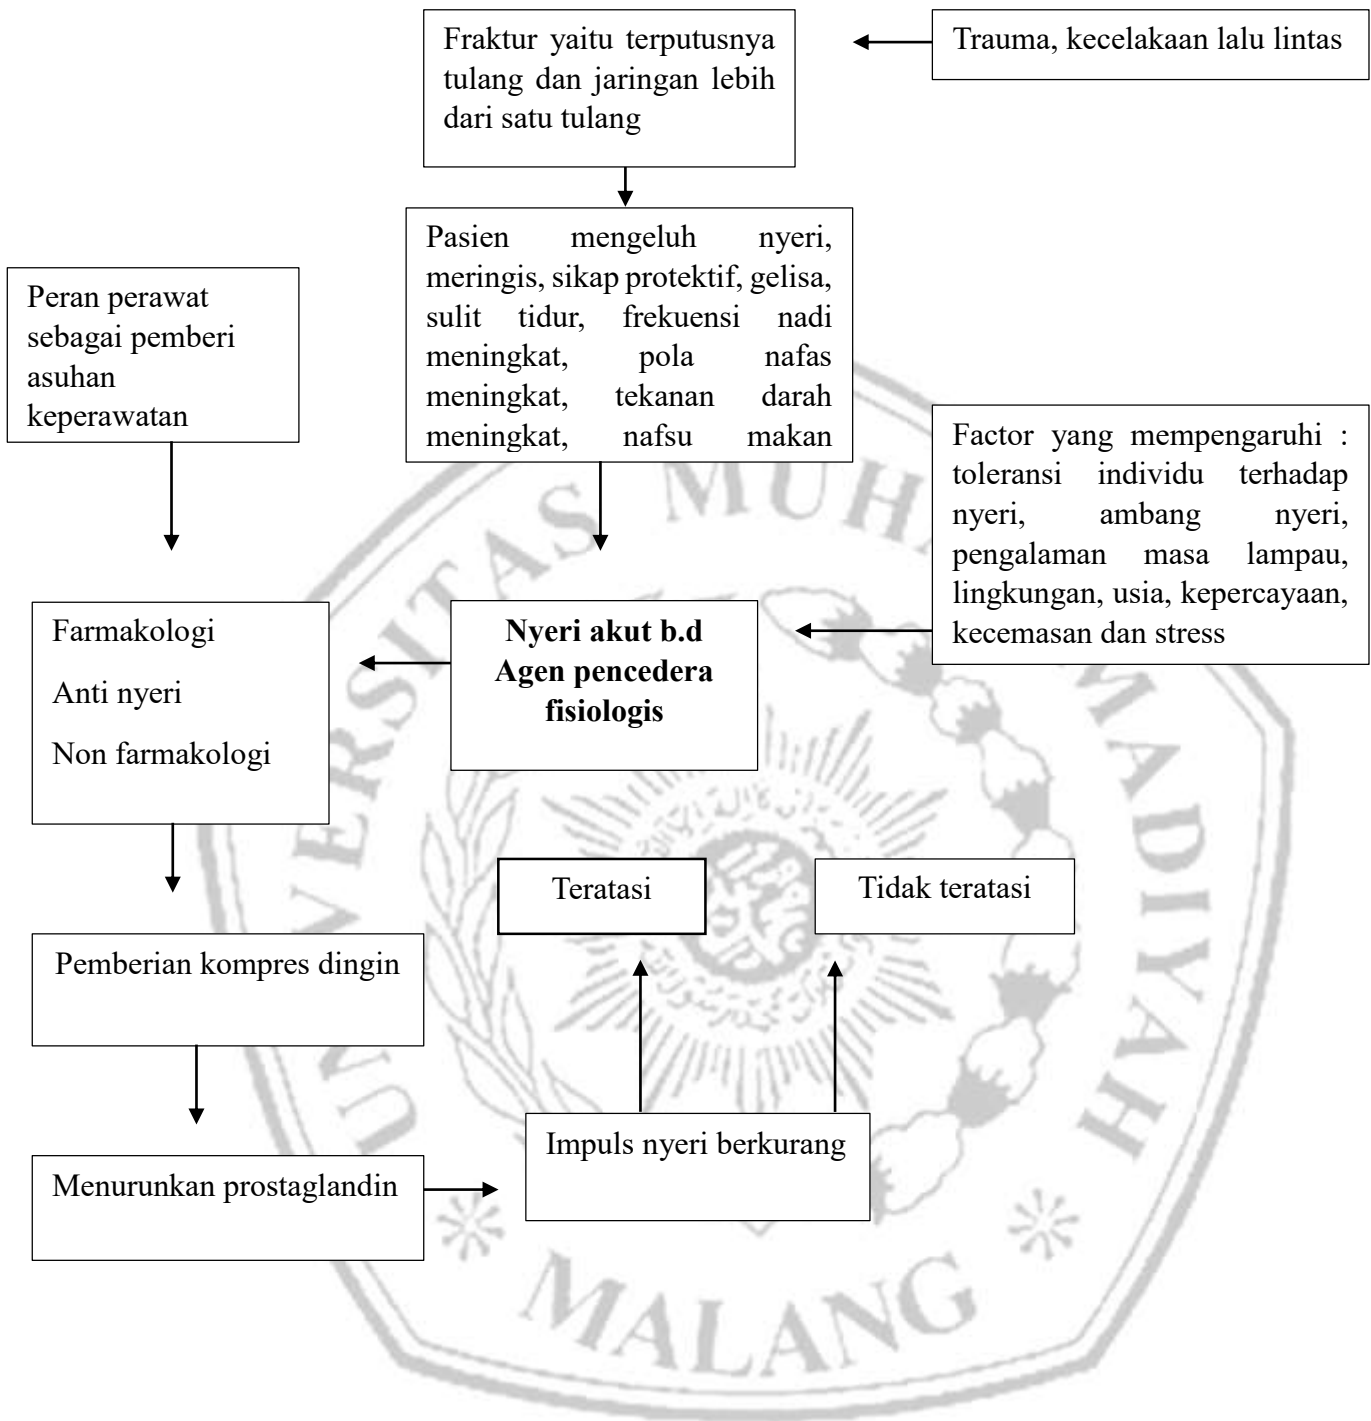 Fraktur yaitu terputusnya
tulang dan jaringan lebih
dari satu tulang
Trauma, kecelakaan lalu lintas
Pasien mengeluh nyeri,
meringis, sikap protektif, gelisa,
sulit tidur, frekuensi nadi
meningkat, pola nafas
meningkat, tekanan darah
meningkat, nafsu makan
Peran perawat
sebagai pemberi
asuhan
keperawatan
Factor yang mempengaruhi :
toleransi individu terhadap
nyeri, ambang nyeri,
pengalaman masa lampau,
lingkungan, usia, kepercayaan,
kecemasan dan stress
Farmakologi
Anti nyeri
Non farmakologi
Nyeri akut b.d
Agen pencedera
fisiologis
Teratasi
Tidak teratasi
Pemberian kompres dingin
Impuls nyeri berkurang
Menurunkan prostaglandin
UNIVERSITAS MUHAMMADIYAH
MALANG